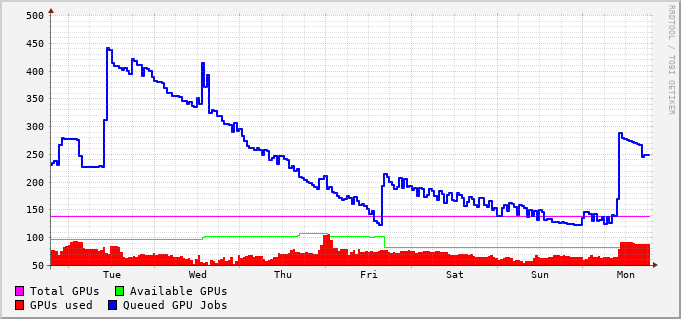 500
450
400
350
300
250
200
150
100
50
Tue Wed Thu Fri Sat Sun Mon
RRDTOOL / TOBI OETIKER
Total GPUs Available GPUs
GPUs used Queued GPU Jobs